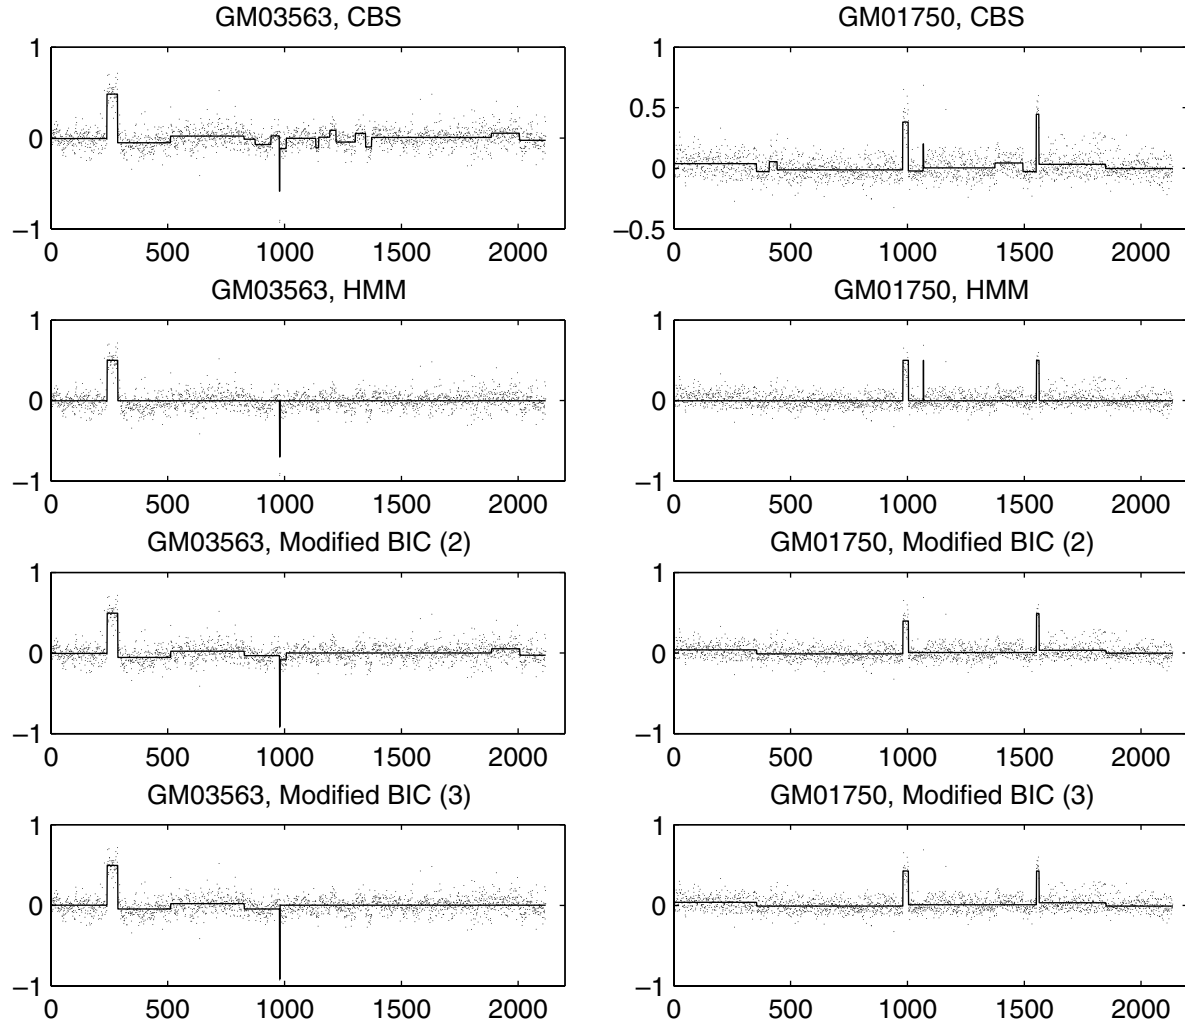 GM03563, CBS
1
0
−1
0 500 1000 1500 2000
GM01750, CBS
1
0.5
0
−0.5
0 500 1000 1500 2000
GM03563, HMM
1
0
−1
0 500 1000 1500 2000
GM01750, HMM
1
0
−1
0 500 1000 1500 2000
GM03563, Modified BIC (2)
1
0
−1
0 500 1000 1500 2000
GM01750, Modified BIC (2)
1
0
−1
0 500 1000 1500 2000
GM03563, Modified BIC (3)
1
0
−1
0 500 1000 1500 2000
GM01750, Modified BIC (3)
1
0
−1
0 500 1000 1500 2000